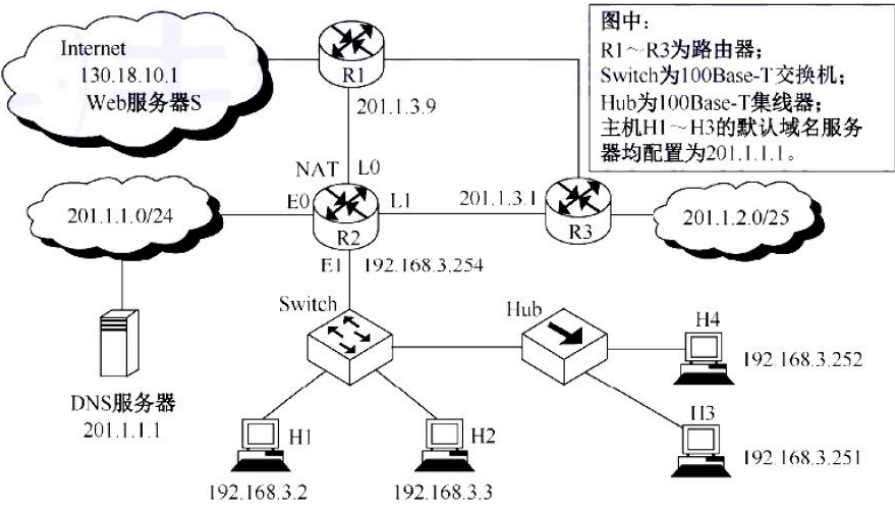 Internet
130.18.10.1
Web服务器S
R1
201.1.3.9
图中:
R1~R3为路由器;
Switch为100Base-T交换机;
Hub为100Base-T集线器;
主机H1~H3的默认域名服务
器均配置为201.1.1.1。
NAT L0
E0 L1 201.1.3.1
201.1.1.0/24
R2
R3
201.1.2.0/25
E1 192.168.3.254
Switch
Hub
H4
192.168.3.252
DNS服务器
201.1.1.1
H1
H2
H3
192.168.3.251
192.168.3.2
192.168.3.3